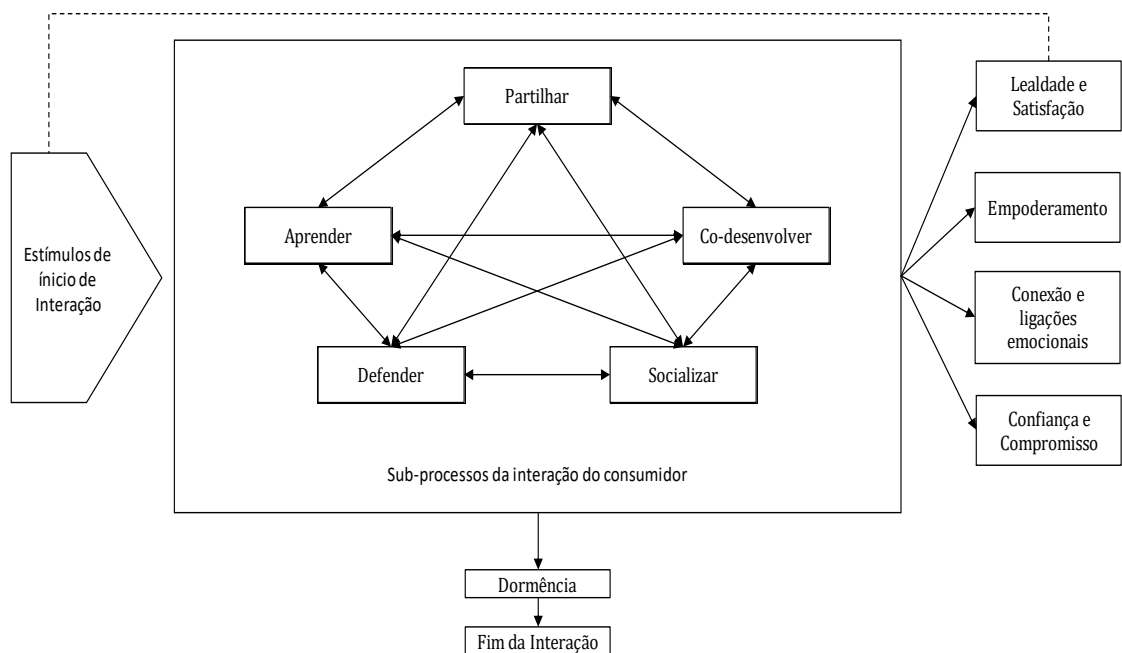 Partilhar
Lealdade e
Satisfação
Empoderamento
Aprender
Co-desenvolver
Estímulos de
ínicio de
Interação
Conexão e
ligações
emocionais
Defender
Socializar
Confiança e
Compromisso
Sub-processos da interação do consumidor
Dormência
Fim da Interação